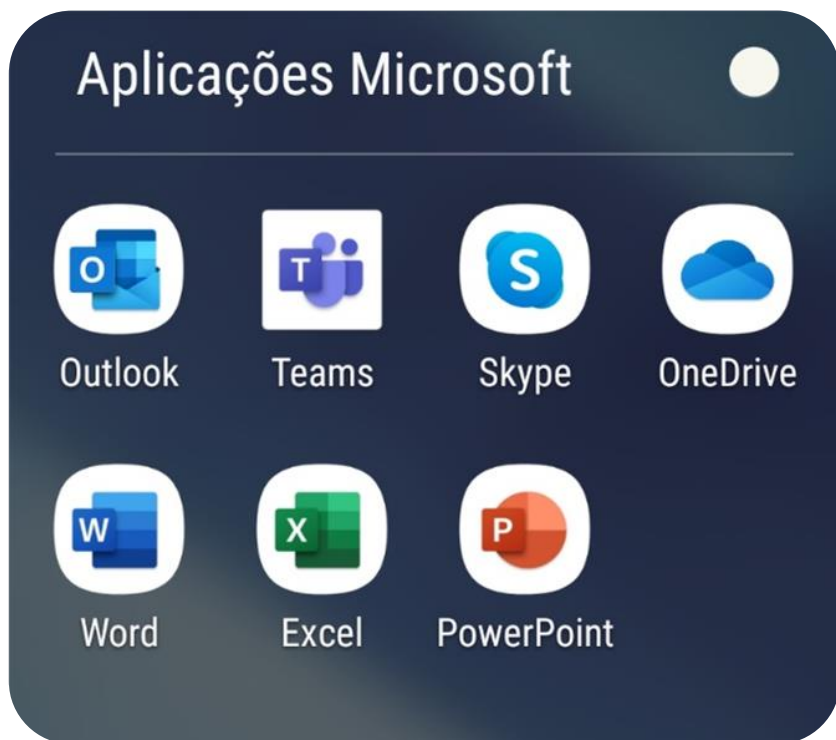 Aplicações Microsoft
O T S
Outlook Teams Skype OneDrive
W X P
Word Excel PowerPoint